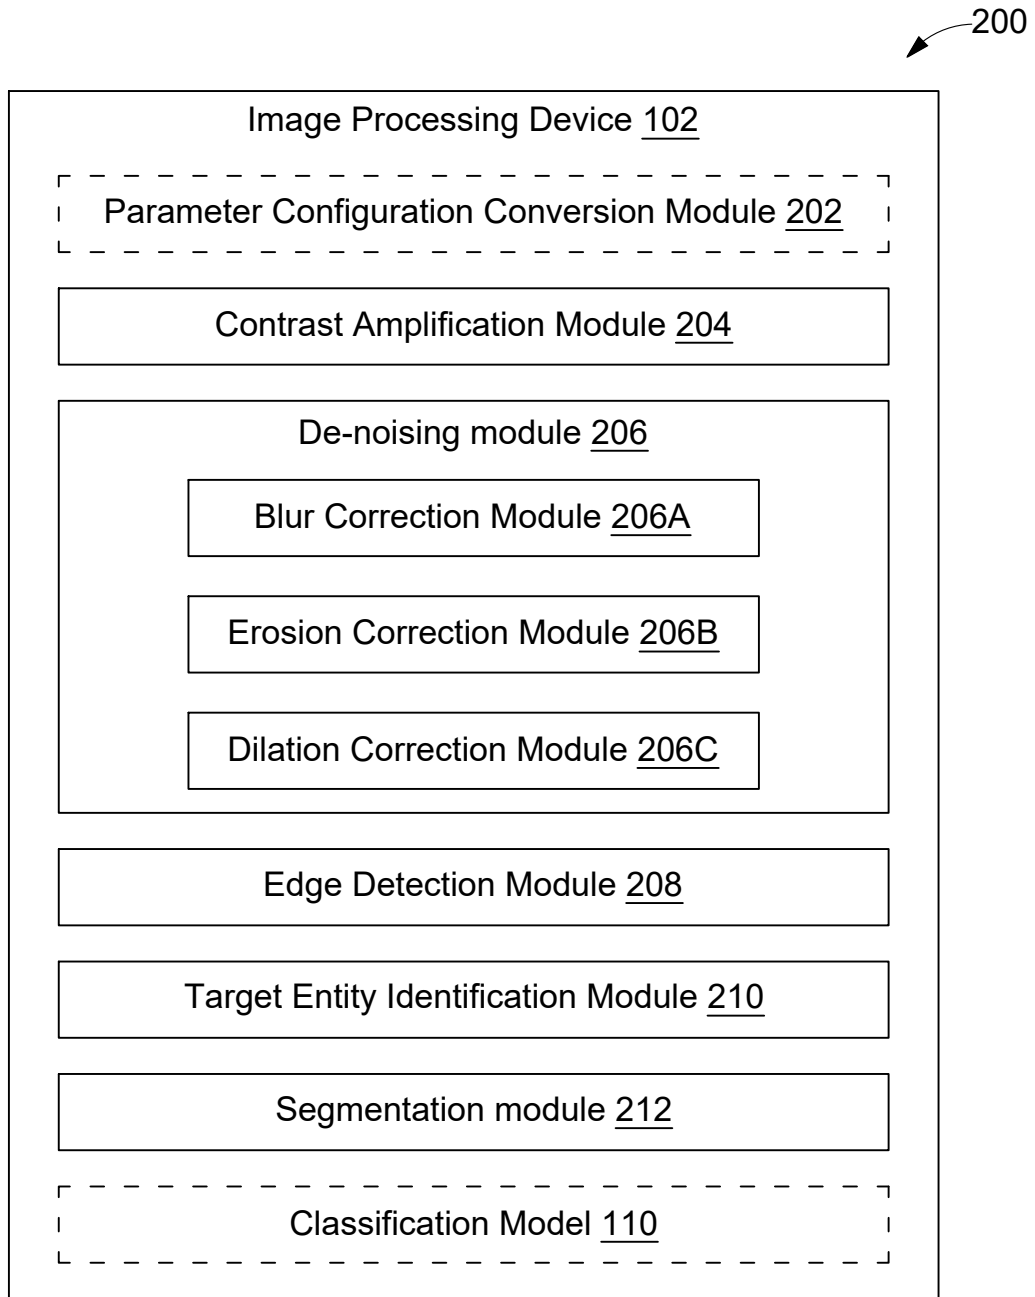 200
Image Processing Device 102
Parameter Configuration Conversion Module 202
Contrast Amplification Module 204
De-noising module 206
Blur Correction Module 206A
Erosion Correction Module 206B
Dilation Correction Module 206C
Edge Detection Module 208
Target Entity Identification Module 210
Segmentation module 212
Classification Model 110